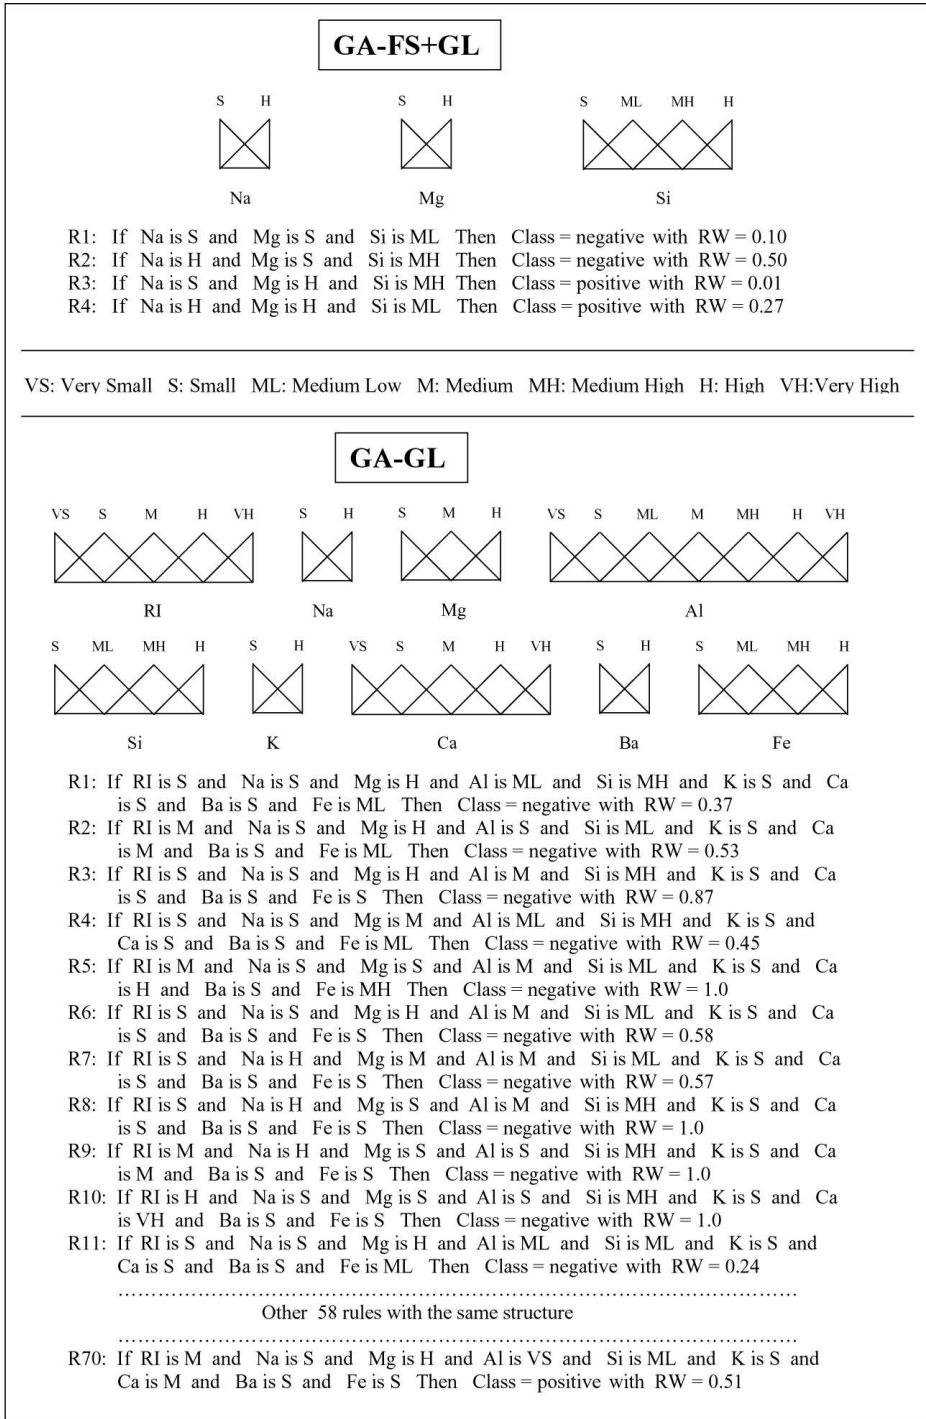 GA-FS+GL
S H S H S ML MH H
Na Mg Si
R1: If Na is S and Mg is S and Si is ML Then Class = negative with RW = 0.10
R2: If Na is H and Mg is S and Si is MH Then Class = negative with RW = 0.50
R3: If Na is S and Mg is H and Si is MH Then Class = positive with RW = 0.01
R4: If Na is H and Mg is H and Si is ML Then Class = positive with RW = 0.27
VS: Very Small S: Small ML: Medium Low M: Medium MH: Medium High H: High VH:Very High
GA-GL
VS S M H VH S H S M H VS S ML M MH H VH
RI Na Mg Al
S ML MH H S H VS S M H VH S H S ML MH H
Si K Ca Ba Fe
R1: If RI is S and Na is S and Mg is H and Al is ML and Si is MH and K is S and Ca
is S and Ba is S and Fe is ML Then Class = negative with RW = 0.37
R2: If RI is M and Na is S and Mg is H and Al is S and Si is ML and K is S and Ca
is M and Ba is S and Fe is ML Then Class = negative with RW = 0.53
R3: If RI is S and Na is S and Mg is H and Al is M and Si is MH and K is S and Ca
is S and Ba is S and Fe is S Then Class = negative with RW = 0.87
R4: If RI is S and Na is S and Mg is M and Al is ML and Si is MH and K is S and
Ca is S and Ba is S and Fe is ML Then Class = negative with RW = 0.45
R5: If RI is M and Na is S and Mg is S and Al is M and Si is ML and K is S and Ca
is H and Ba is S and Fe is MH Then Class = negative with RW = 1.0
R6: If RI is S and Na is S and Mg is H and Al is M and Si is ML and K is S and Ca
is S and Ba is S and Fe is S Then Class = negative with RW = 0.58
R7: If RI is S and Na is H and Mg is M and Al is M and Si is ML and K is S and Ca
is S and Ba is S and Fe is S Then Class = negative with RW = 0.57
R8: If RI is S and Na is H and Mg is S and Al is M and Si is MH and K is S and Ca
is S and Ba is S and Fe is S Then Class = negative with RW = 1.0
R9: If RI is M and Na is H and Mg is S and Al is S and Si is MH and K is S and Ca
is M and Ba is S and Fe is S Then Class = negative with RW = 1.0
R10: If RI is H and Na is S and Mg is S and Al is S and Si is MH and K is S and Ca
is VH and Ba is S and Fe is S Then Class = negative with RW = 1.0
R11: If RI is S and Na is S and Mg is H and Al is ML and Si is ML and K is S and
Ca is S and Ba is S and Fe is ML Then Class = negative with RW = 0.24
……………………………………………………………………………………
Other 58 rules with the same structure
……………………………………………………………………………………
R70: If RI is M and Na is S and Mg is H and Al is VS and Si is ML and K is S and
Ca is M and Ba is S and Fe is S Then Class = positive with RW = 0.51